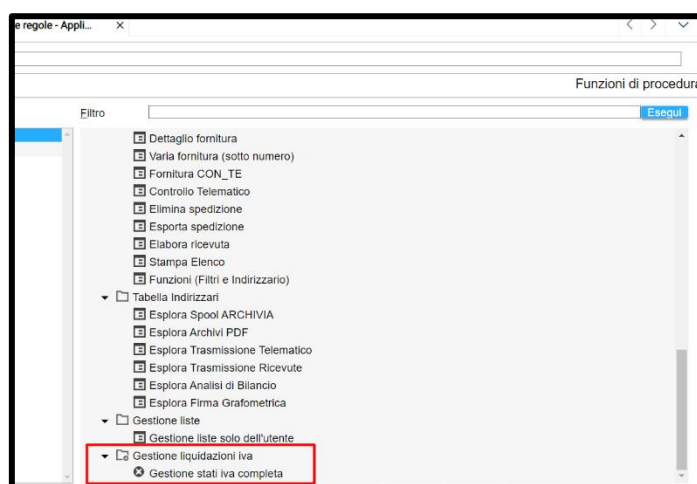 e regole - Appli...
Funzioni di procedura
Filtro
Esegui
Dettaglio fornitura
Varia fornitura (sotto numero)
Fornitura CON_TE
Controllo Telematico
Elimina spedizione
Esporta spedizione
Elabora ricevuta
Stampa Elenco
Funzioni (Filtri e Indirizzario)
Tabella Indirizzari
Esplora Spool ARCHIVIA
Esplora Archivi PDF
Esplora Trasmissione Telematico
Esplora Trasmissione Ricevute
Esplora Analisi di Bilancio
Esplora Firma Grafometrica
Gestione liste
Gestione liste solo dell'utente
Gestione liquidazioni iva
Gestione stati iva completa